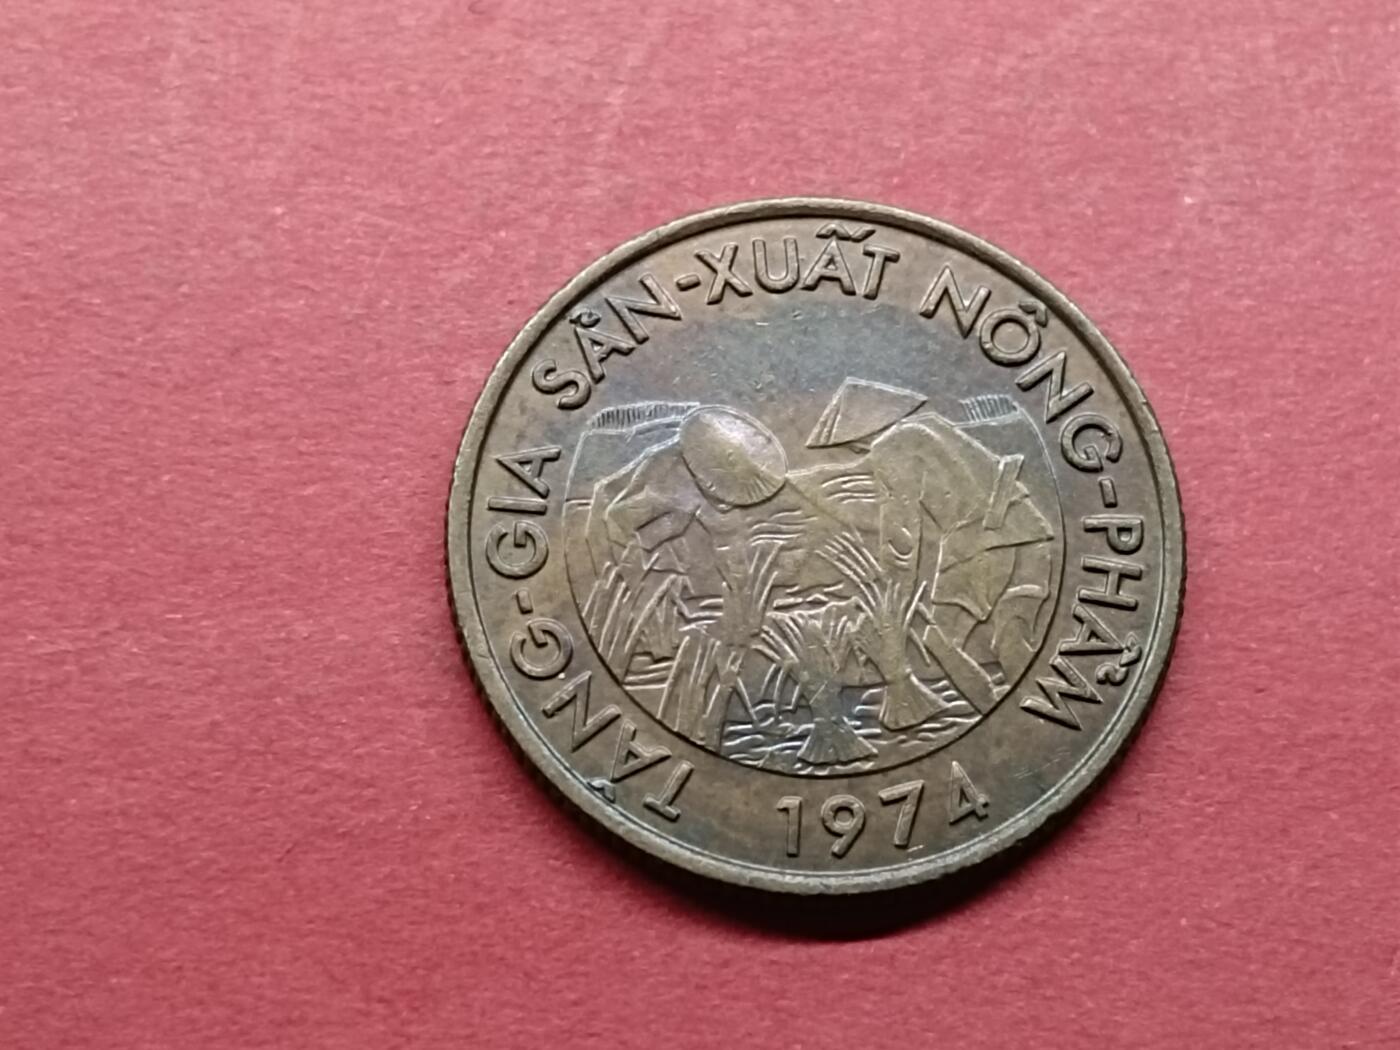 TĂNG-GIA SẢN-XUẤT NÔNG-PHẨM
1974